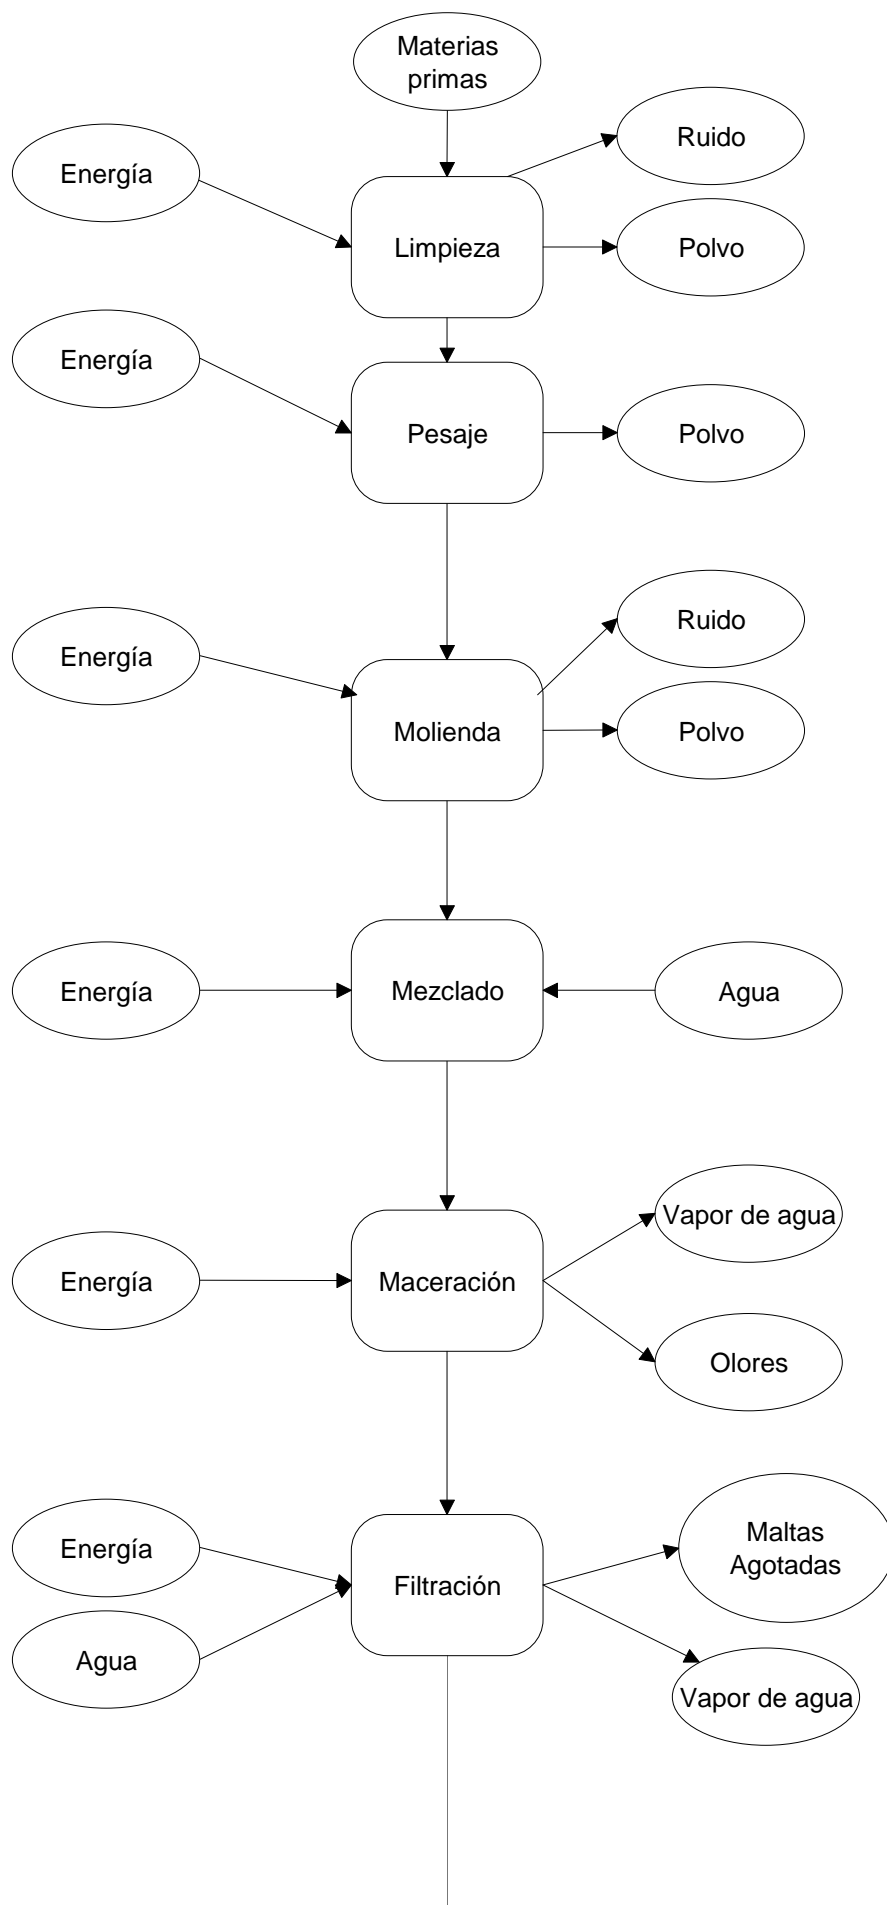 Materias
primas
Energía
Ruido
Limpieza
Polvo
Energía
Pesaje
Polvo
Energía
Ruido
Molienda
Polvo
Energía
Mezclado
Agua
Energía
Maceración
Vapor de agua
Olores
Energía
Agua
Filtración
Maltas
Agotadas
Vapor de agua